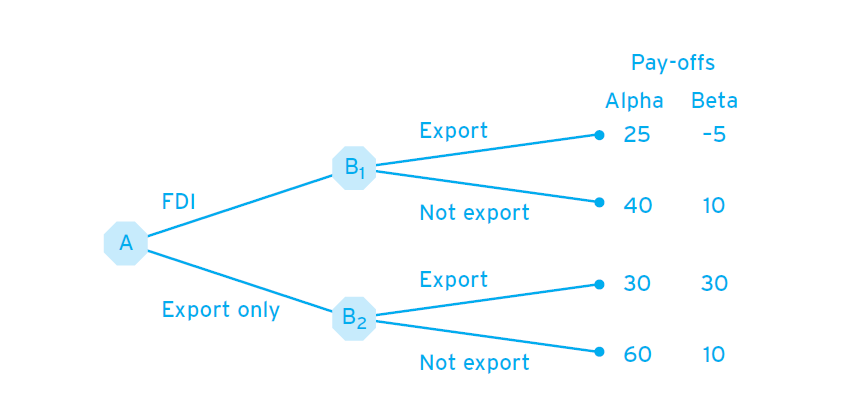 Pay-offs
Alpha Beta
Export 25 -5
B1
FDI
Not export 40 10
A
Export 30 30
Export only
B2
Not export 60 10